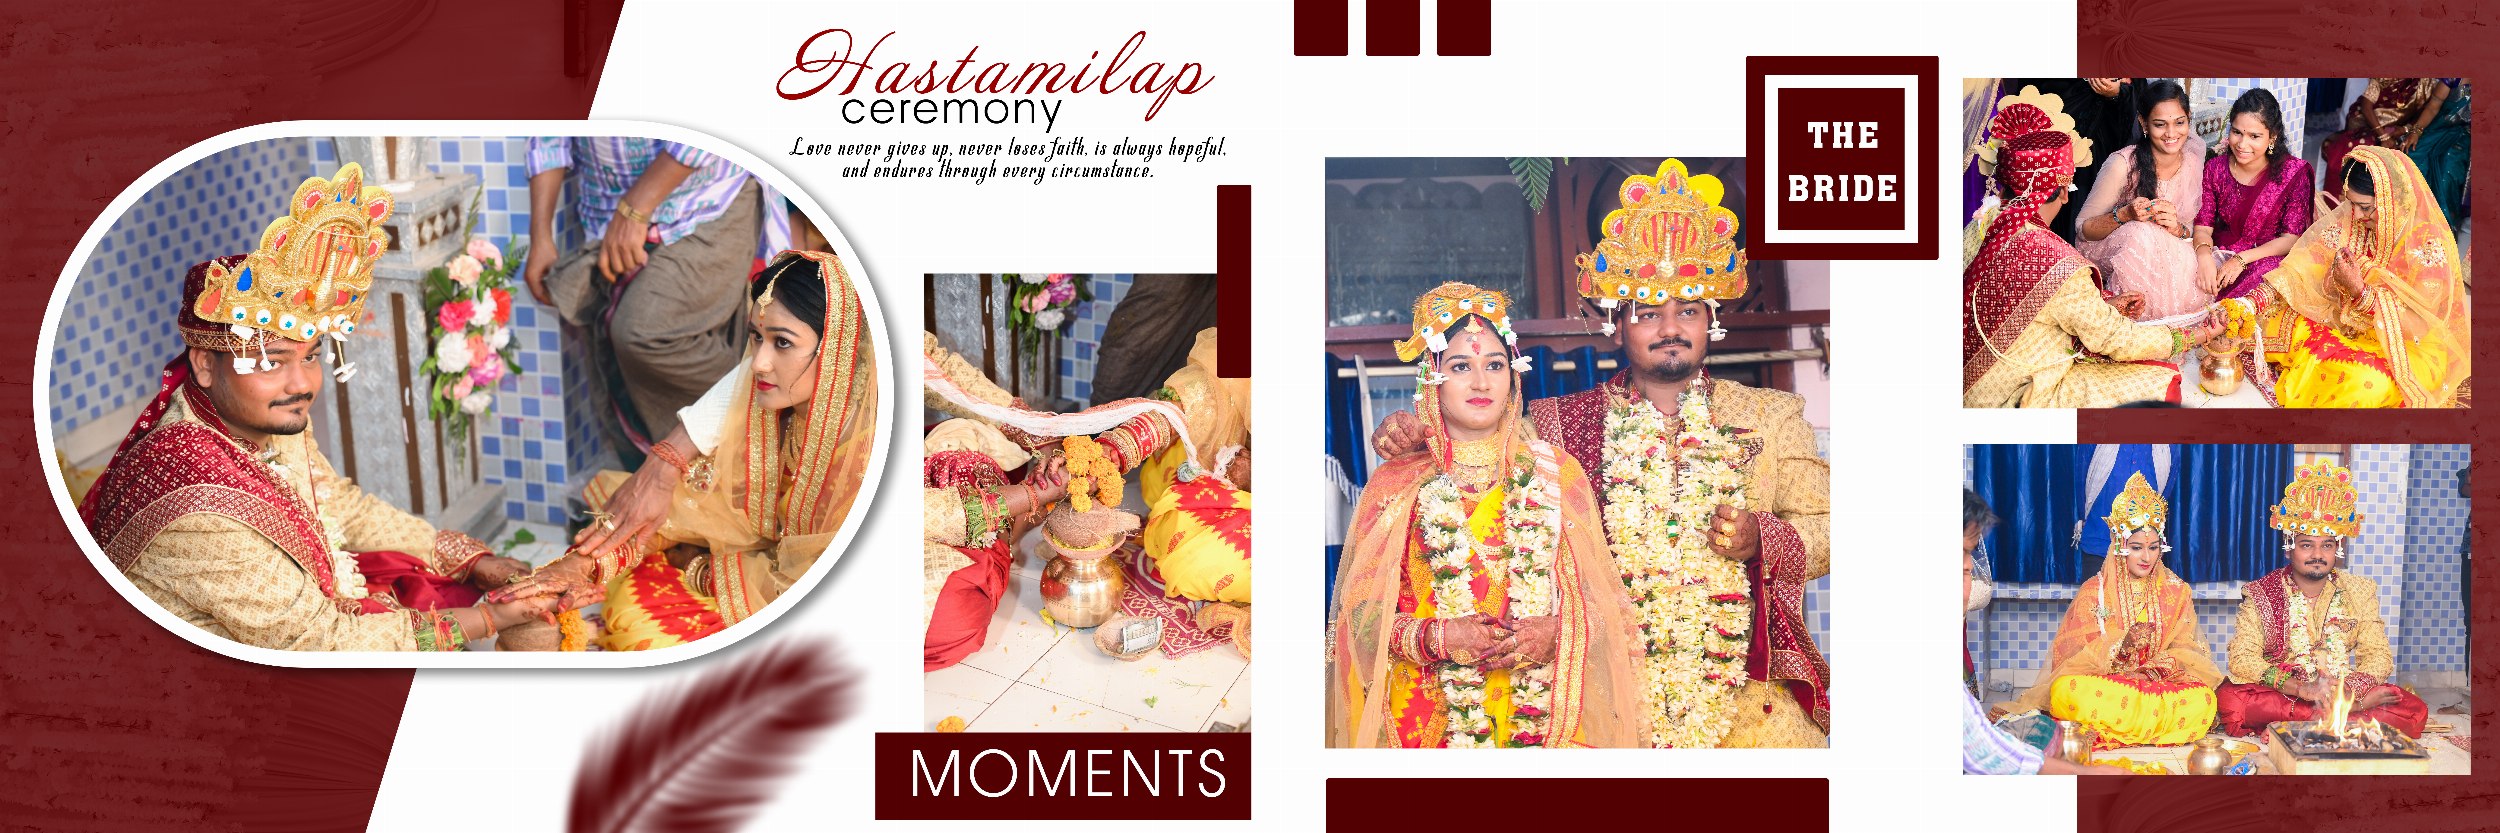 Hastamilap
ceremony
Love never gives up, never loses faith, is always hopeful,
and endures through every circumstance.
MOMENTS
THE
BRIDE